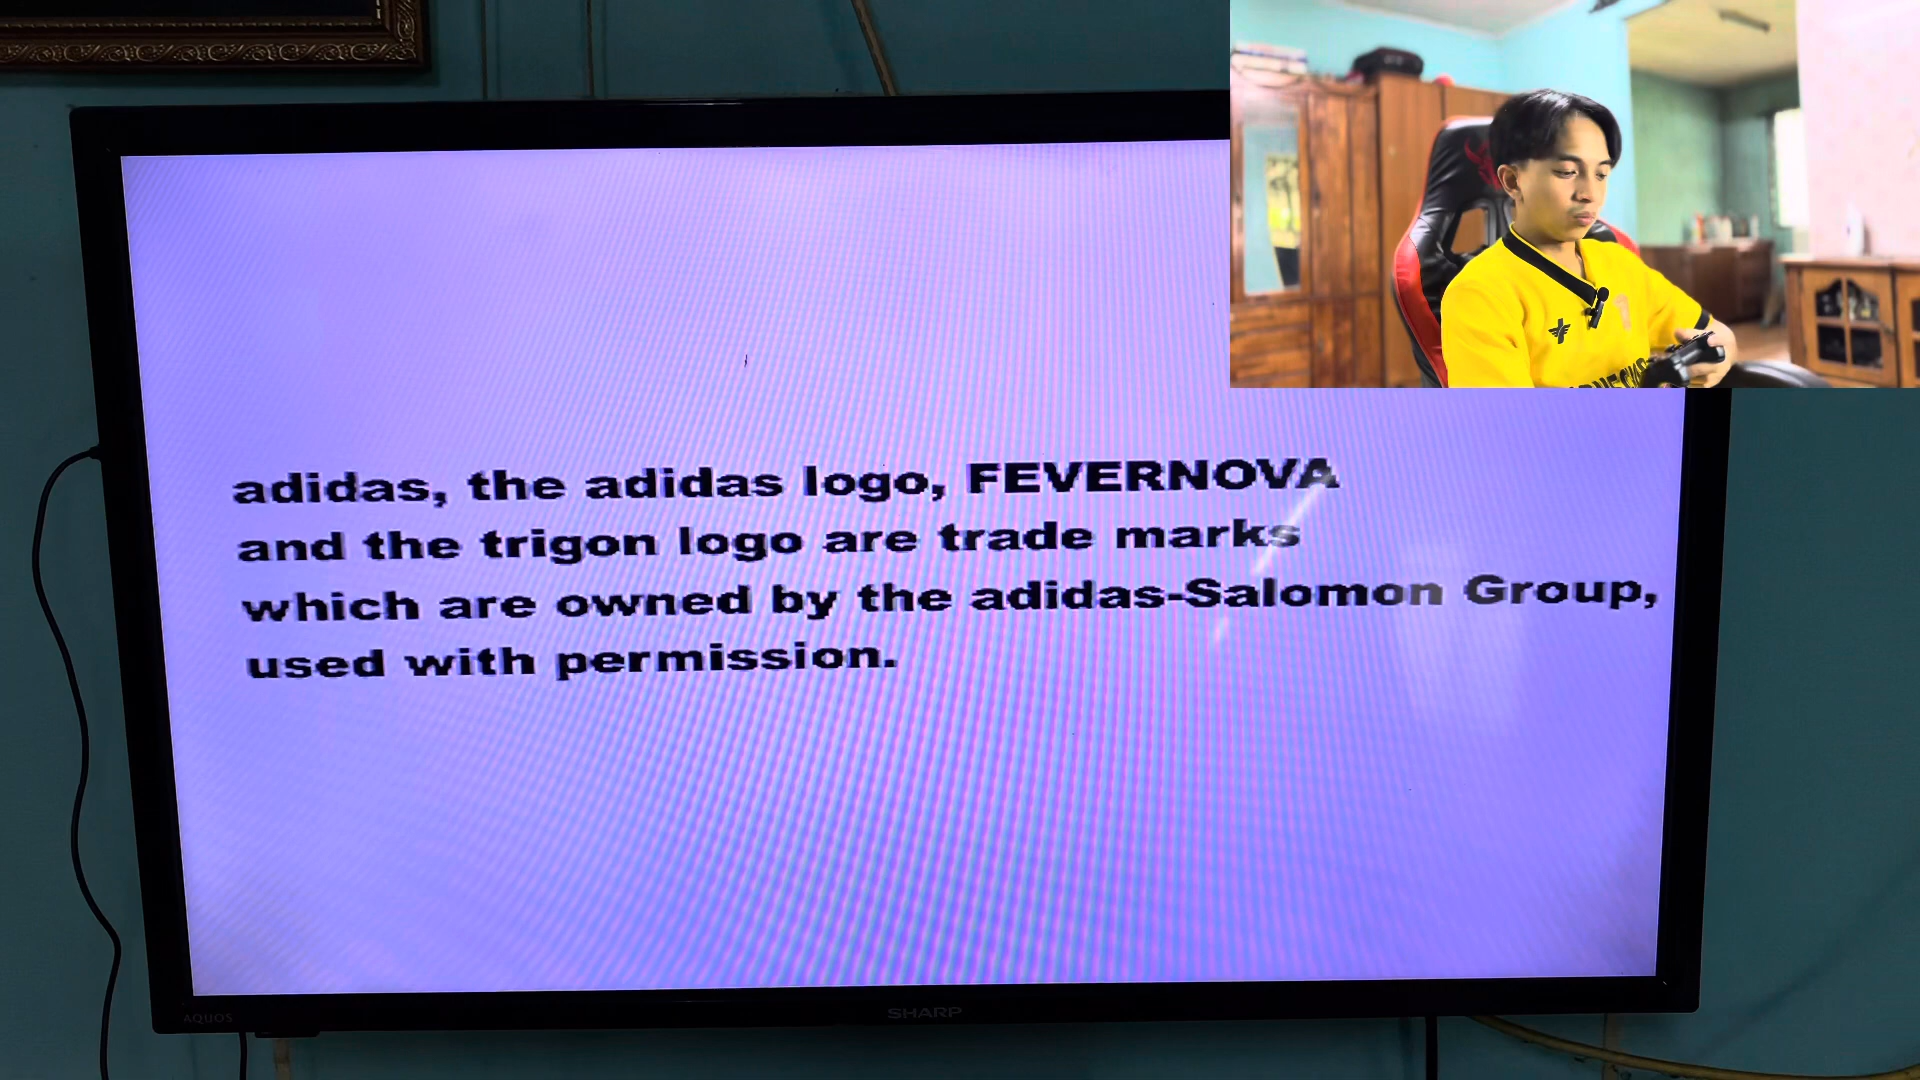 adidas, the adidas logo, FEVERNOVA
and the trigon logo are trade marks
which are owned by the adidas-Salomon Group,
used with permission.
AQUOS
SHARP